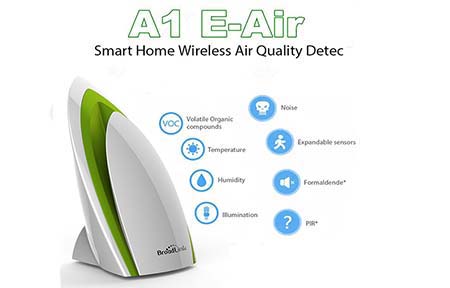 A1 E-Air
Smart Home Wireless Air Quality Detec
VOC
Volatile Organic
compounds
Temperature
Humidity
Illumination
Noise
Expandable sensors
Formaldende*
?
PIR*
BroadLink